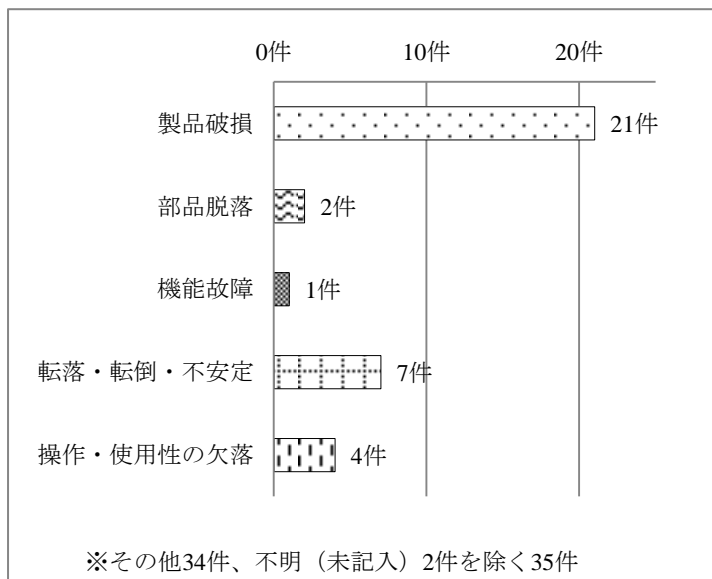 0件 10件 20件
製品破損 21件
部品脱落 2件
機能故障 1件
転落・転倒・不安定 7件
操作・使用性の欠落 4件
※その他34件、不明（未記入）2件を除く35件